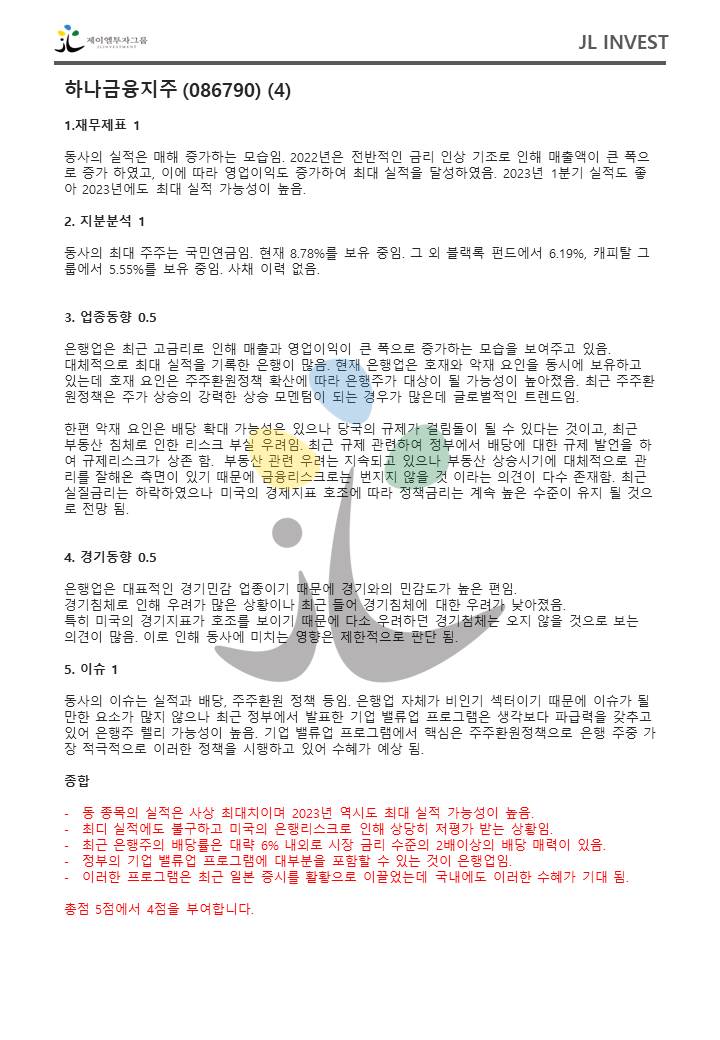 제이엘투자그룹
JLINVESTMENT
JL INVEST
하나금융지주 (086790) (4)
1.재무제표 1
동사의 실적은 매해 증가하는 모습임. 2022년은 전반적인 금리 인상 기조로 인해 매출액이 큰 폭으
로 증가 하였고, 이에 따라 영업이익도 증가하여 최대 실적을 달성하였음. 2023년 1분기 실적도 좋
아 2023년에도 최대 실적 가능성이 높음.
2. 지분분석 1
동사의 최대 주주는 국민연금임. 현재 8.78%를 보유 중임. 그 외 블랙록 펀드에서 6.19%, 캐피탈 그
룹에서 5.55%를 보유 중임. 사채 이력 없음.
3. 업종동향 0.5
은행업은 최근 고금리로 인해 매출과 영업이익이 큰 폭으로 증가하는 모습을 보여주고 있음.
대체적으로 최대 실적을 기록한 은행이 많음. 현재 은행업은 호재와 악재 요인을 동시에 보유하고
있는데 호재 요인은 주주환원정책 확산에 따라 은행주가 대상이 될 가능성이 높아졌음. 최근 주주환
원정책은 주가 상승의 강력한 상승 모멘텀이 되는 경우가 많은데 글로벌적인 트렌드임.
한편 악재 요인은 배당 확대 가능성은 있으나 당국의 규제가 걸림돌이 될 수 있다는 것이고, 최근
부동산 침체로 인한 리스크 부실 우려임. 최근 규제 관련하여 정부에서 배당에 대한 규제 발언을 하
여 규제리스크가 상존 함. 부동산 관련 우려는 지속되고 있으나 부동산 상승시기에 대체적으로 관
리를 잘해온 측면이 있기 때문에 금융리스크로는 번지지 않을 것 이라는 의견이 다수 존재함. 최근
실질금리는 하락하였으나 미국의 경제지표 호조에 따라 정책금리는 계속 높은 수준이 유지 될 것으
로 전망 됨.
4. 경기동향 0.5
은행업은 대표적인 경기민감 업종이기 때문에 경기와의 민감도가 높은 편임.
경기침체로 인해 우려가 많은 상황이나 최근 들어 경기침체에 대한 우려가 낮아졌음.
특히 미국의 경기지표가 호조를 보이기 때문에 다소 우려하던 경기침체는 오지 않을 것으로 보는
의견이 많음. 이로 인해 동사에 미치는 영향은 제한적으로 판단 됨.
5. 이슈 1
동사의 이슈는 실적과 배당, 주주환원 정책 등임. 은행업 자체가 비인기 섹터이기 때문에 이슈가 될
만한 요소가 많지 않으나 최근 정부에서 발표한 기업 밸류업 프로그램은 생각보다 파급력을 갖추고
있어 은행주 렐리 가능성이 높음. 기업 밸류업 프로그램에서 핵심은 주주환원정책으로 은행 주중 가
장 적극적으로 이러한 정책을 시행하고 있어 수혜가 예상 됨.
종합
- 동 종목의 실적은 사상 최대치이며 2023년 역시도 최대 실적 가능성이 높음.
- 최디 실적에도 불구하고 미국의 은행리스크로 인해 상당히 저평가 받는 상황임.
- 최근 은행주의 배당률은 대략 6% 내외로 시장 금리 수준의 2배이상의 배당 매력이 있음.
- 정부의 기업 밸류업 프로그램에 대부분을 포함할 수 있는 것이 은행업임.
- 이러한 프로그램은 최근 일본 증시를 활황으로 이끌었는데 국내에도 이러한 수혜가 기대 됨.
총점 5점에서 4점을 부여합니다.